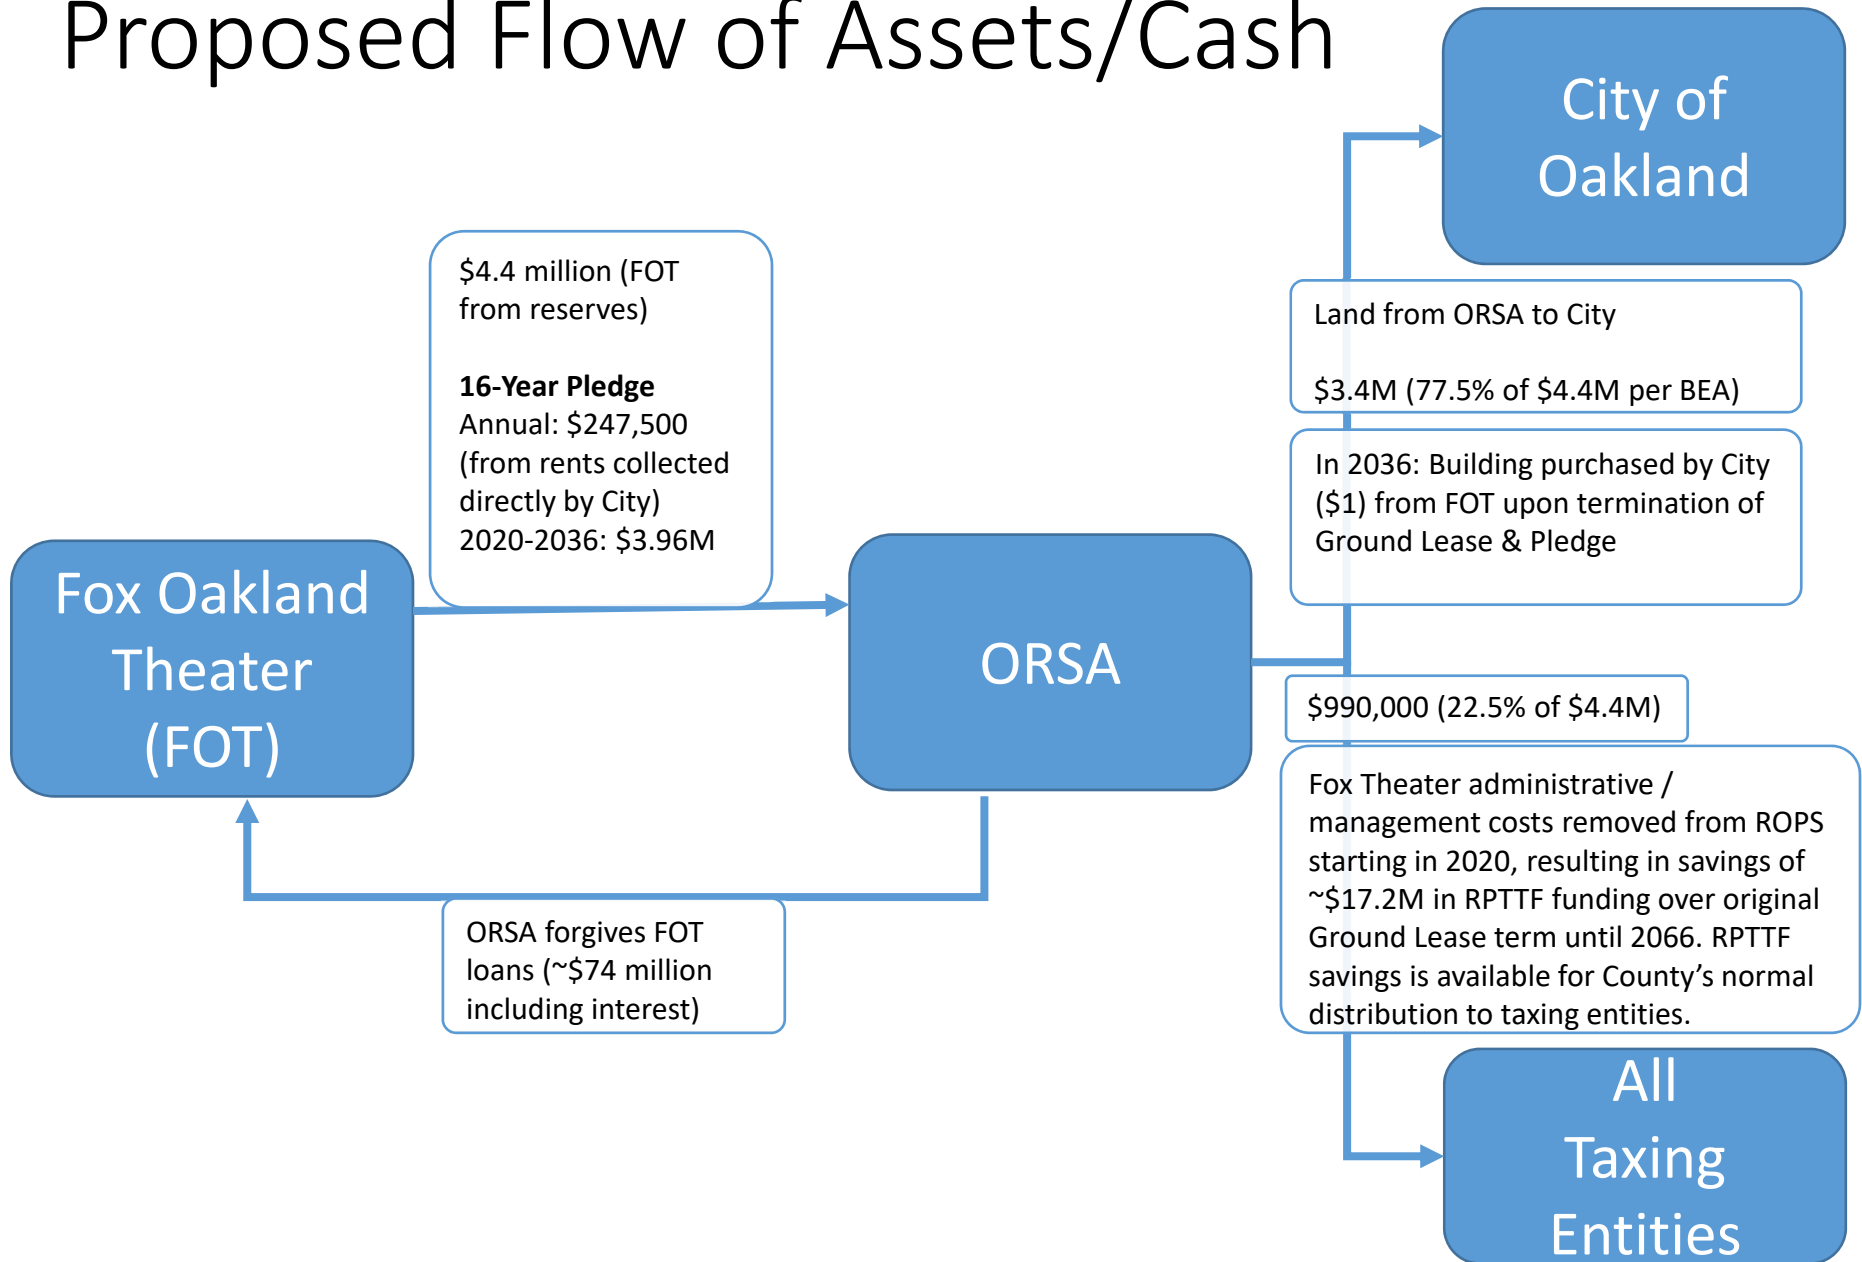 Proposed Flow of Assets/Cash
City of
Oakland
$4.4 million (FOT
from reserves)
16-Year Pledge
Annual: $247,500
(from rents collected
directly by City)
2020-2036: $3.96M
Land from ORSA to City
$3.4M (77.5% of $4.4M per BEA)
In 2036: Building purchased by City
($1) from FOT upon termination of
Ground Lease & Pledge
Fox Oakland
Theater
(FOT)
ORSA
$990,000 (22.5% of $4.4M)
Fox Theater administrative /
management costs removed from ROPS
starting in 2020, resulting in savings of
~$17.2M in RPTTF funding over original
Ground Lease term until 2066. RPTTF
savings is available for County’s normal
distribution to taxing entities.
ORSA forgives FOT
loans (~$74 million
including interest)
All
Taxing
Entities